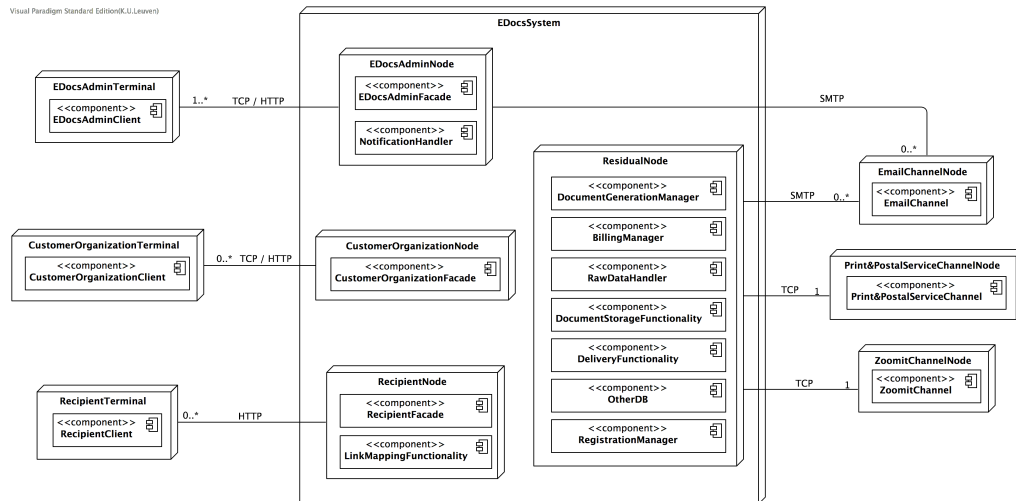 Visual Paradigm Standard Edition(K.U.Leuven)
EDocsSystem
EDocsAdminTerminal
<<component>>
EDocsAdminClient
1..*
TCP / HTTP
EDocsAdminNode
<<component>>
EDocsAdminFacade
<<component>>
NotificationHandler
SMTP
0..*
EmailChannelNode
<<component>>
EmailChannel
SMTP
0..*
ResidualNode
<<component>>
DocumentGenerationManager
<<component>>
BillingManager
<<component>>
RawDataHandler
<<component>>
DocumentStorageFunctionality
<<component>>
DeliveryFunctionality
<<component>>
OtherDB
<<component>>
RegistrationManager
CustomerOrganizationTerminal
<<component>>
CustomerOrganizationClient
0..*
TCP / HTTP
CustomerOrganizationNode
<<component>>
CustomerOrganizationFacade
TCP
1
Print&PostalServiceChannelNode
<<component>>
Print&PostalServiceChannel
TCP
1
ZoomitChannelNode
<<component>>
ZoomitChannel
RecipientTerminal
<<component>>
RecipientClient
0..*
HTTP
RecipientNode
<<component>>
RecipientFacade
<<component>>
LinkMappingFunctionality